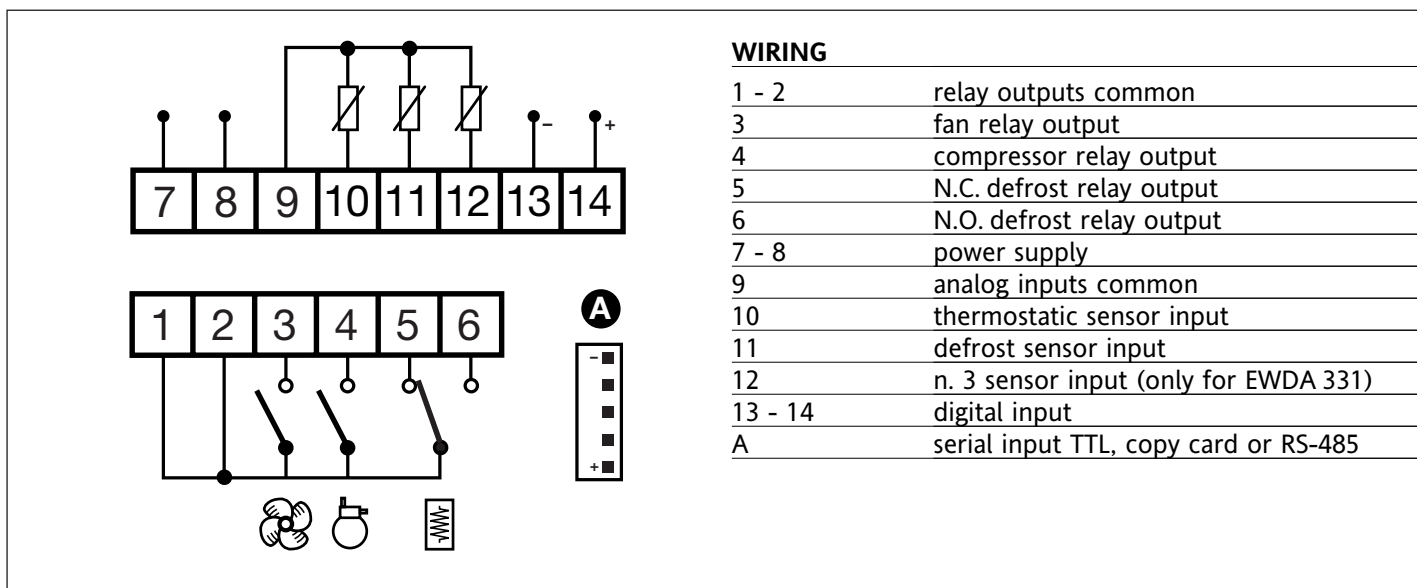 –
+
7 8 9 10 11 12 13 14
1 2 3 4 5 6
A
–
+
WIRING
1 - 2 relay outputs common
3 fan relay output
4 compressor relay output
5 N.C. defrost relay output
6 N.O. defrost relay output
7 - 8 power supply
9 analog inputs common
10 thermostatic sensor input
11 defrost sensor input
12 n. 3 sensor input (only for EWDA 331)
13 - 14 digital input
A serial input TTL, copy card or RS-485